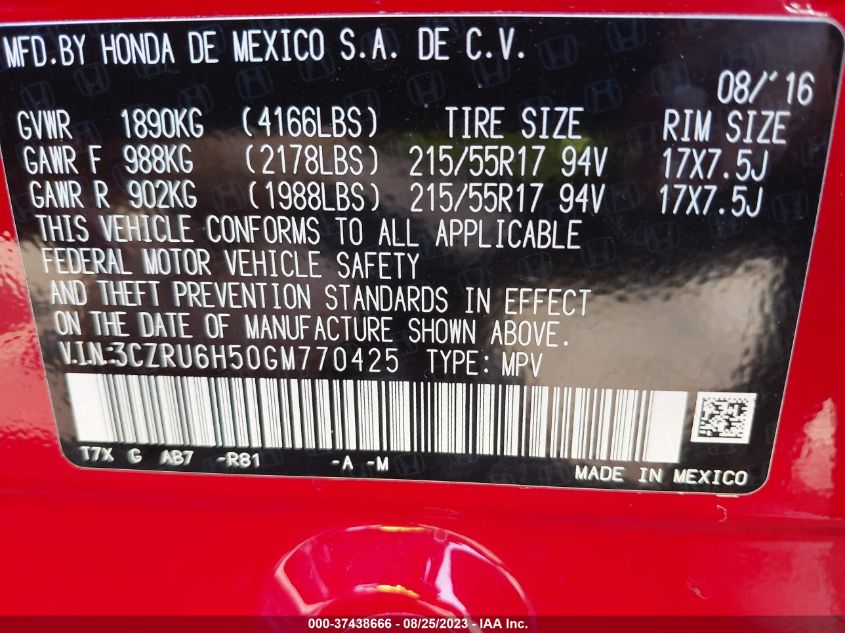 MFD.BY HONDA DE MEXICO S.A. DE C.V.
08/'16
GVWR 1890KG (4166LBS) TIRE SIZE RIM SIZE
GAWR F 988KG (2178LBS) 215/55R17 94V 17X7.5J
GAWR R 902KG (1988LBS) 215/55R17 94V 17X7.5J
THIS VEHICLE CONFORMS TO ALL APPLICABLE
FEDERAL MOTOR VEHICLE SAFETY
AND THEFT PREVENTION STANDARDS IN EFFECT
ON THE DATE OF MANUFACTURE SHOWN ABOVE.
V.I.N.:3CZRU6H50GM770425 TYPE: MPV
T7X G AB7 -R81 -A -M
MADE IN MEXICO
000-37438666 - 08/25/2023 - IAA Inc.